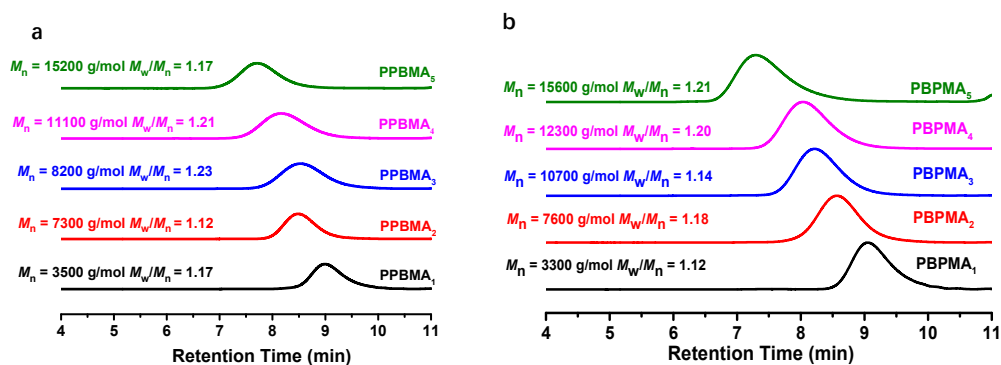 a
Mn = 15200 g/mol Mw/Mn = 1.17 PPBMA5
Mn = 11100 g/mol Mw/Mn = 1.21 PPBMA4
Mn = 8200 g/mol Mw/Mn = 1.23 PPBMA3
Mn = 7300 g/mol Mw/Mn = 1.12 PPBMA2
Mn = 3500 g/mol Mw/Mn = 1.17 PPBMA1
4 5 6 7 8 9 10 11
Retention Time (min)
b
Mn = 15600 g/mol Mw/Mn = 1.21 PBPMA5
Mn = 12300 g/mol Mw/Mn = 1.20 PBPMA4
Mn = 10700 g/mol Mw/Mn = 1.14 PBPMA3
Mn = 7600 g/mol Mw/Mn = 1.18 PBPMA2
Mn = 3300 g/mol Mw/Mn = 1.12 PBPMA1
4 5 6 7 8 9 10 11
Retention Time (min)